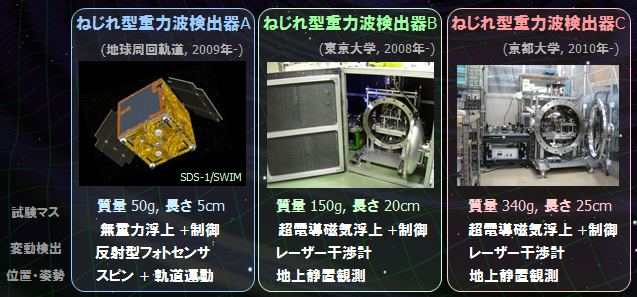 ねじれ型重力波検出器A
(地球周回軌道, 2009年-)
SDS-1/SWIM
質量 50g, 長さ 5cm
無重力浮上 +制御
反射型フォトセンサ
スピン + 軌道運動
ねじれ型重力波検出器B
(東京大学, 2008年-)
質量 150g, 長さ 20cm
超電導磁気浮上 +制御
レーザー干渉計
地上静置観測
ねじれ型重力波検出器C
(京都大学, 2010年-)
質量 340g, 長さ 25cm
超電導磁気浮上 +制御
レーザー干渉計
地上静置観測
試験マス
変動検出
位置・姿勢